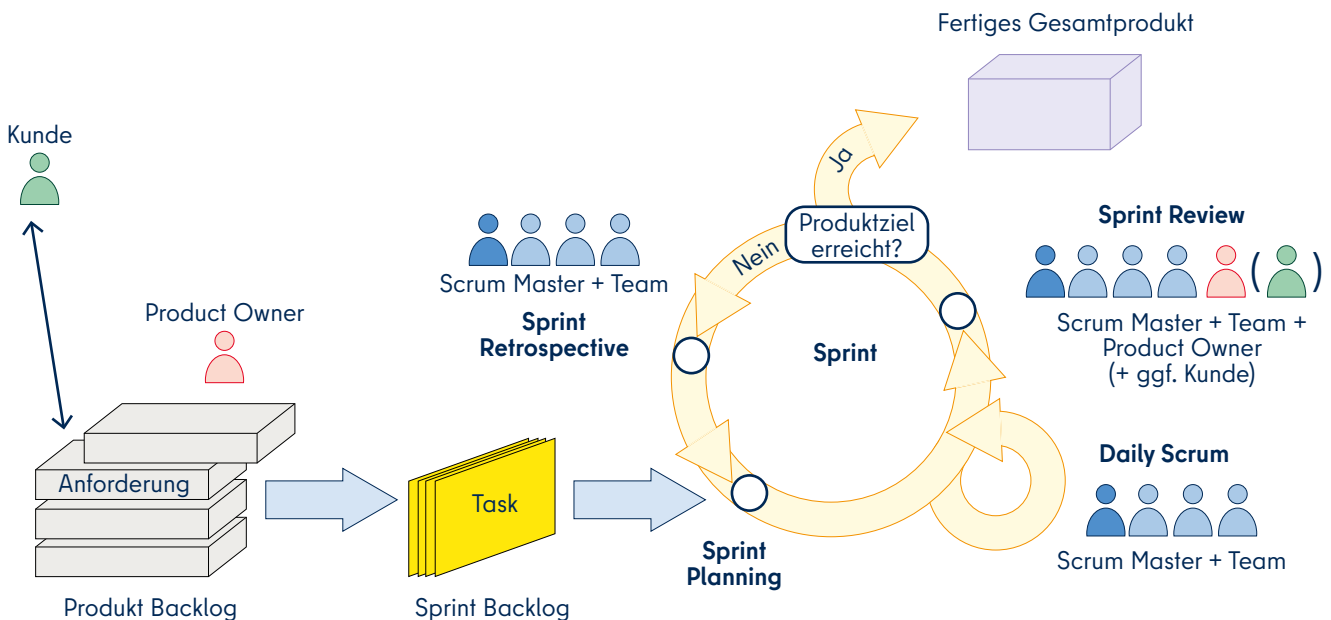 Fertiges Gesamtprodukt
Kunde
Ja
Produktziel
erreicht?
Nein
Sprint Review
Scrum Master + Team
Sprint
Retrospective
( )
Scrum Master + Team +
Product Owner
(+ ggf. Kunde)
Product Owner
Sprint
Daily Scrum
Anforderung
Task
Sprint
Planning
Scrum Master + Team
Produkt Backlog
Sprint Backlog